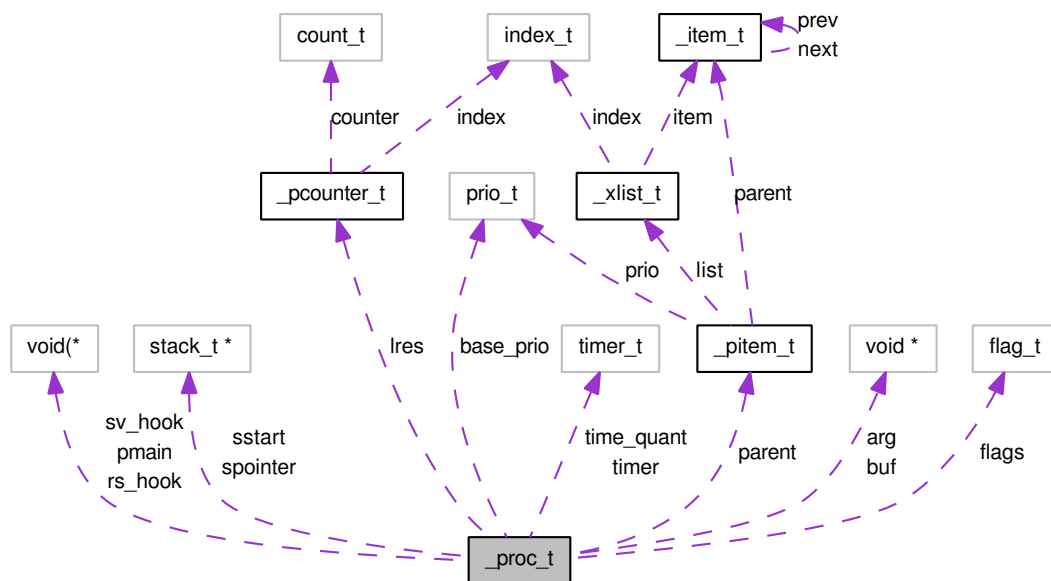 count_t
index_t
_item_t
prev
next
counter
index
index
item
_pcounter_t
prio_t
_xlist_t
parent
prio
list
void(*
stack_t *
lres
base_prio
timer_t
_pitem_t
void *
flag_t
sv_hook
pmain
rs_hook
sstart
spointer
time_quant
timer
parent
arg
buf
flags
_proc_t